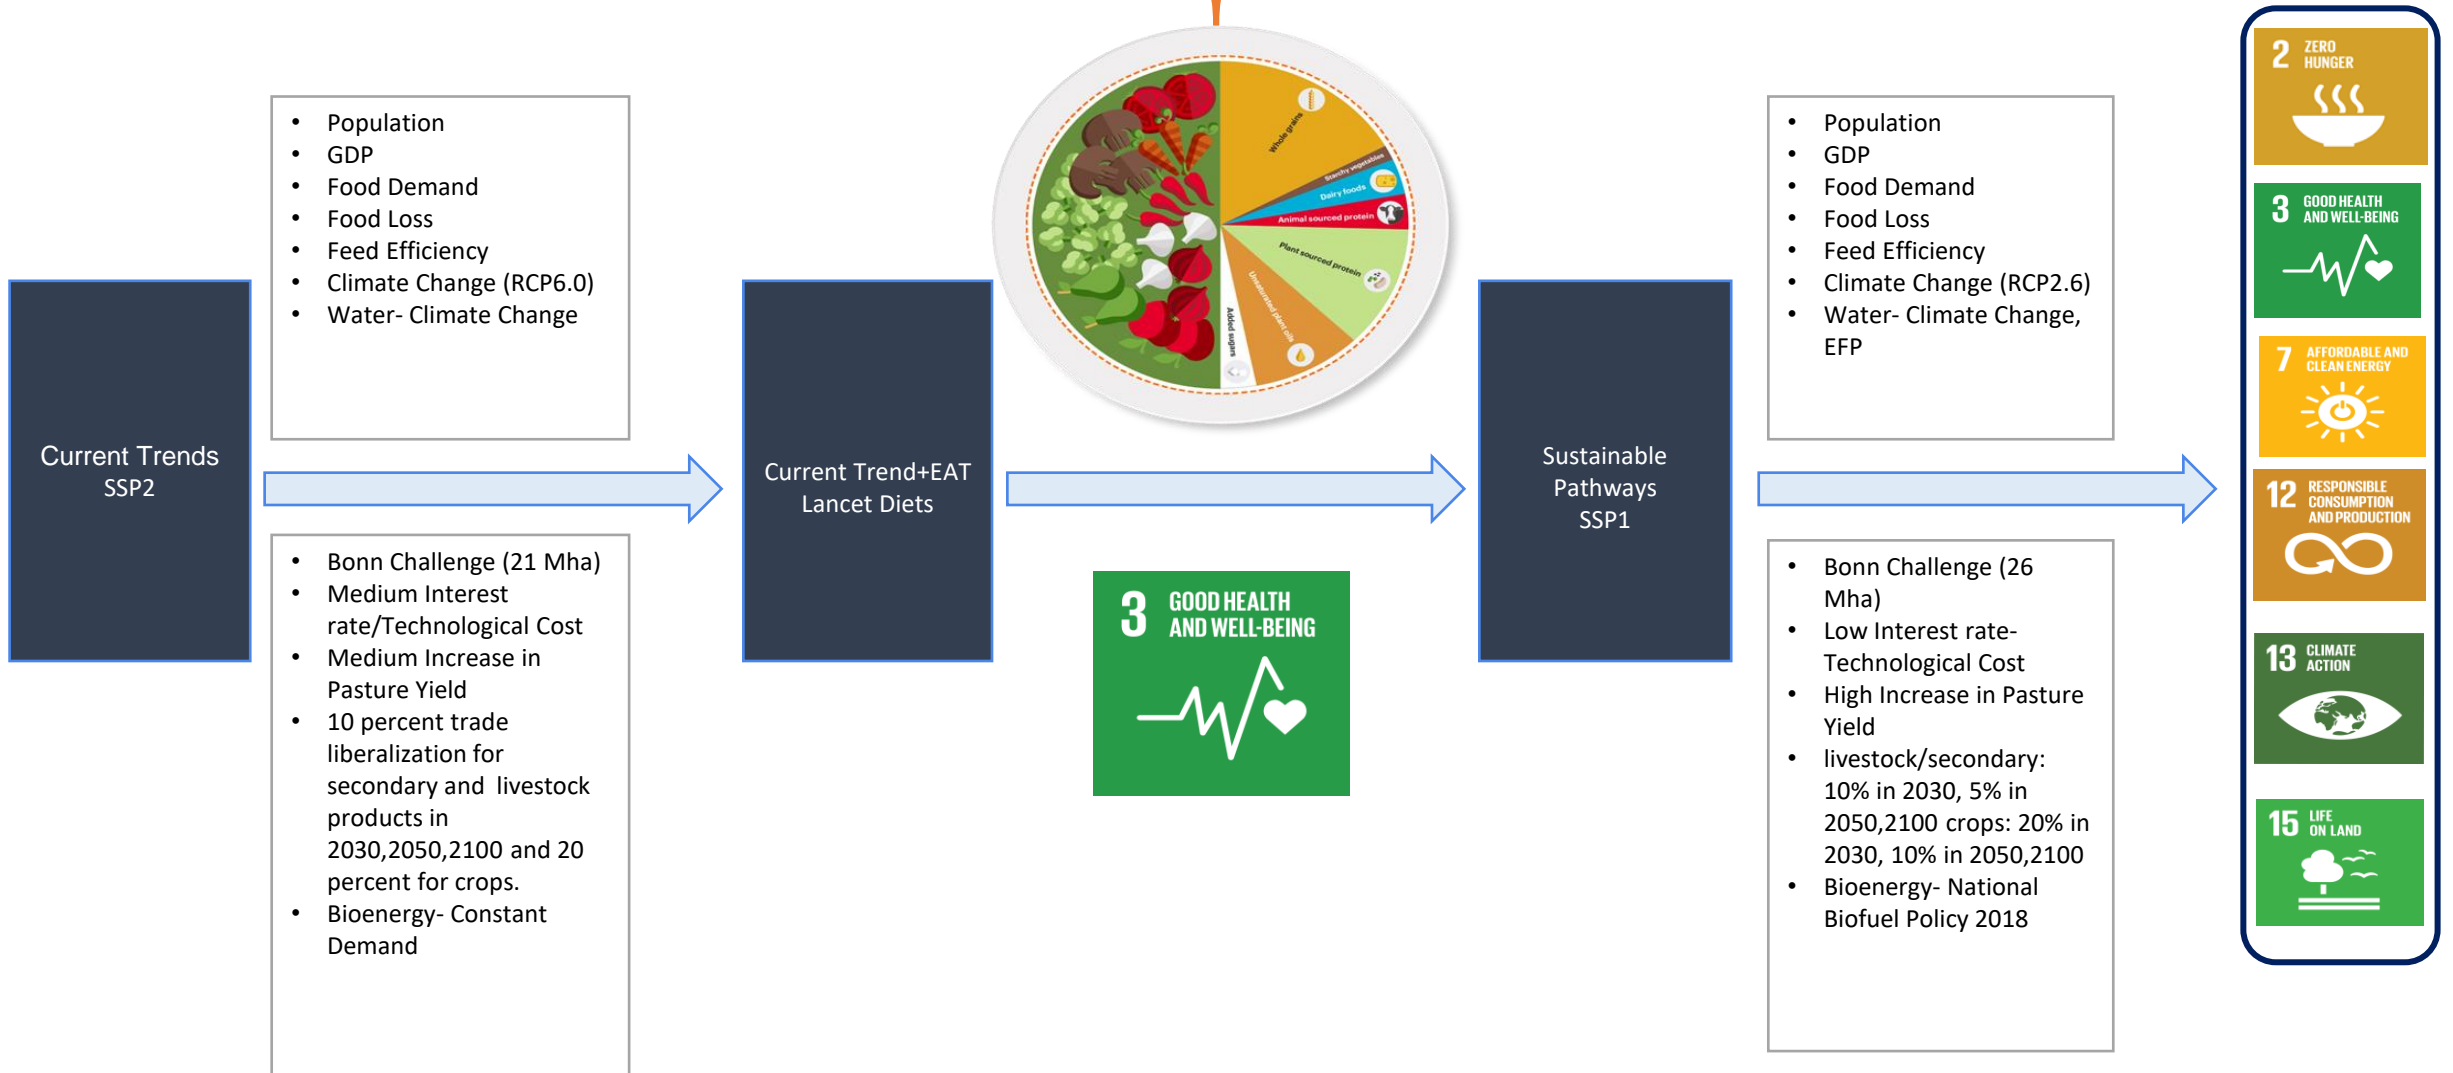 Current Trends
SSP2
• Population
• GDP
• Food Demand
• Food Loss
• Feed Efficiency
• Climate Change (RCP6.0)
• Water- Climate Change
• Bonn Challenge (21 Mha)
• Medium Interest
rate/Technological Cost
• Medium Increase in
Pasture Yield
• 10 percent trade
liberalization for
secondary and livestock
products in
2030,2050,2100 and 20
percent for crops.
• Bioenergy- Constant
Demand
Current Trend+EAT
Lancet Diets
Whole grains
Starchy vegetables
Dairy foods
Animal sourced protein
Plant sourced protein
Unsaturated plant oils
Added sugars
3 GOOD HEALTH
AND WELL-BEING
Sustainable
Pathways
SSP1
• Population
• GDP
• Food Demand
• Food Loss
• Feed Efficiency
• Climate Change (RCP2.6)
• Water- Climate Change,
EFP
• Bonn Challenge (26
Mha)
• Low Interest rate-
Technological Cost
• High Increase in Pasture
Yield
• livestock/secondary:
10% in 2030, 5% in
2050,2100 crops: 20% in
2030, 10% in 2050,2100
• Bioenergy- National
Biofuel Policy 2018
2 ZERO
HUNGER
3 GOOD HEALTH
AND WELL-BEING
7 AFFORDABLE AND
CLEAN ENERGY
12 RESPONSIBLE
CONSUMPTION
AND PRODUCTION
13 CLIMATE
ACTION
15 LIFE
ON LAND